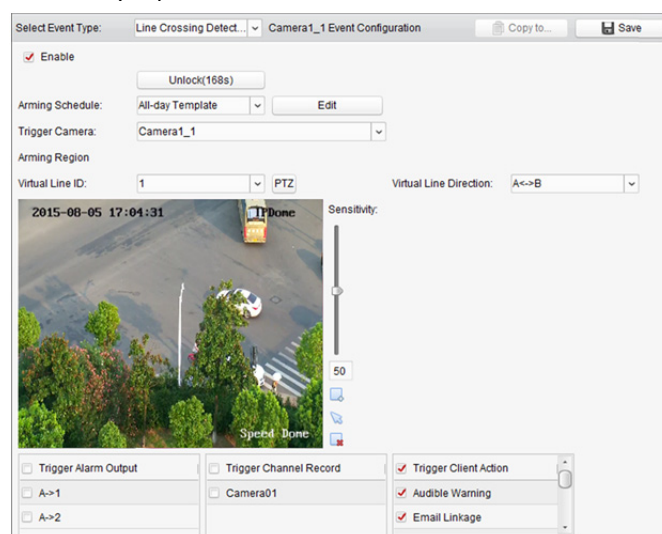 Select Event Type: Line Crossing Detect... Camera1_1 Event Configuration Copy to... Save
Enable
Unlock(168s)
Arming Schedule: All-day Template Edit
Trigger Camera: Camera1_1
Arming Region
Virtual Line ID: 1 PTZ Virtual Line Direction: A<->B
2015-08-05 17:04:31 IPDome Sensitivity:
50
Speed Dome
Trigger Alarm Output Trigger Channel Record Trigger Client Action
A->1 Camera01 Audible Warning
A->2 Email Linkage